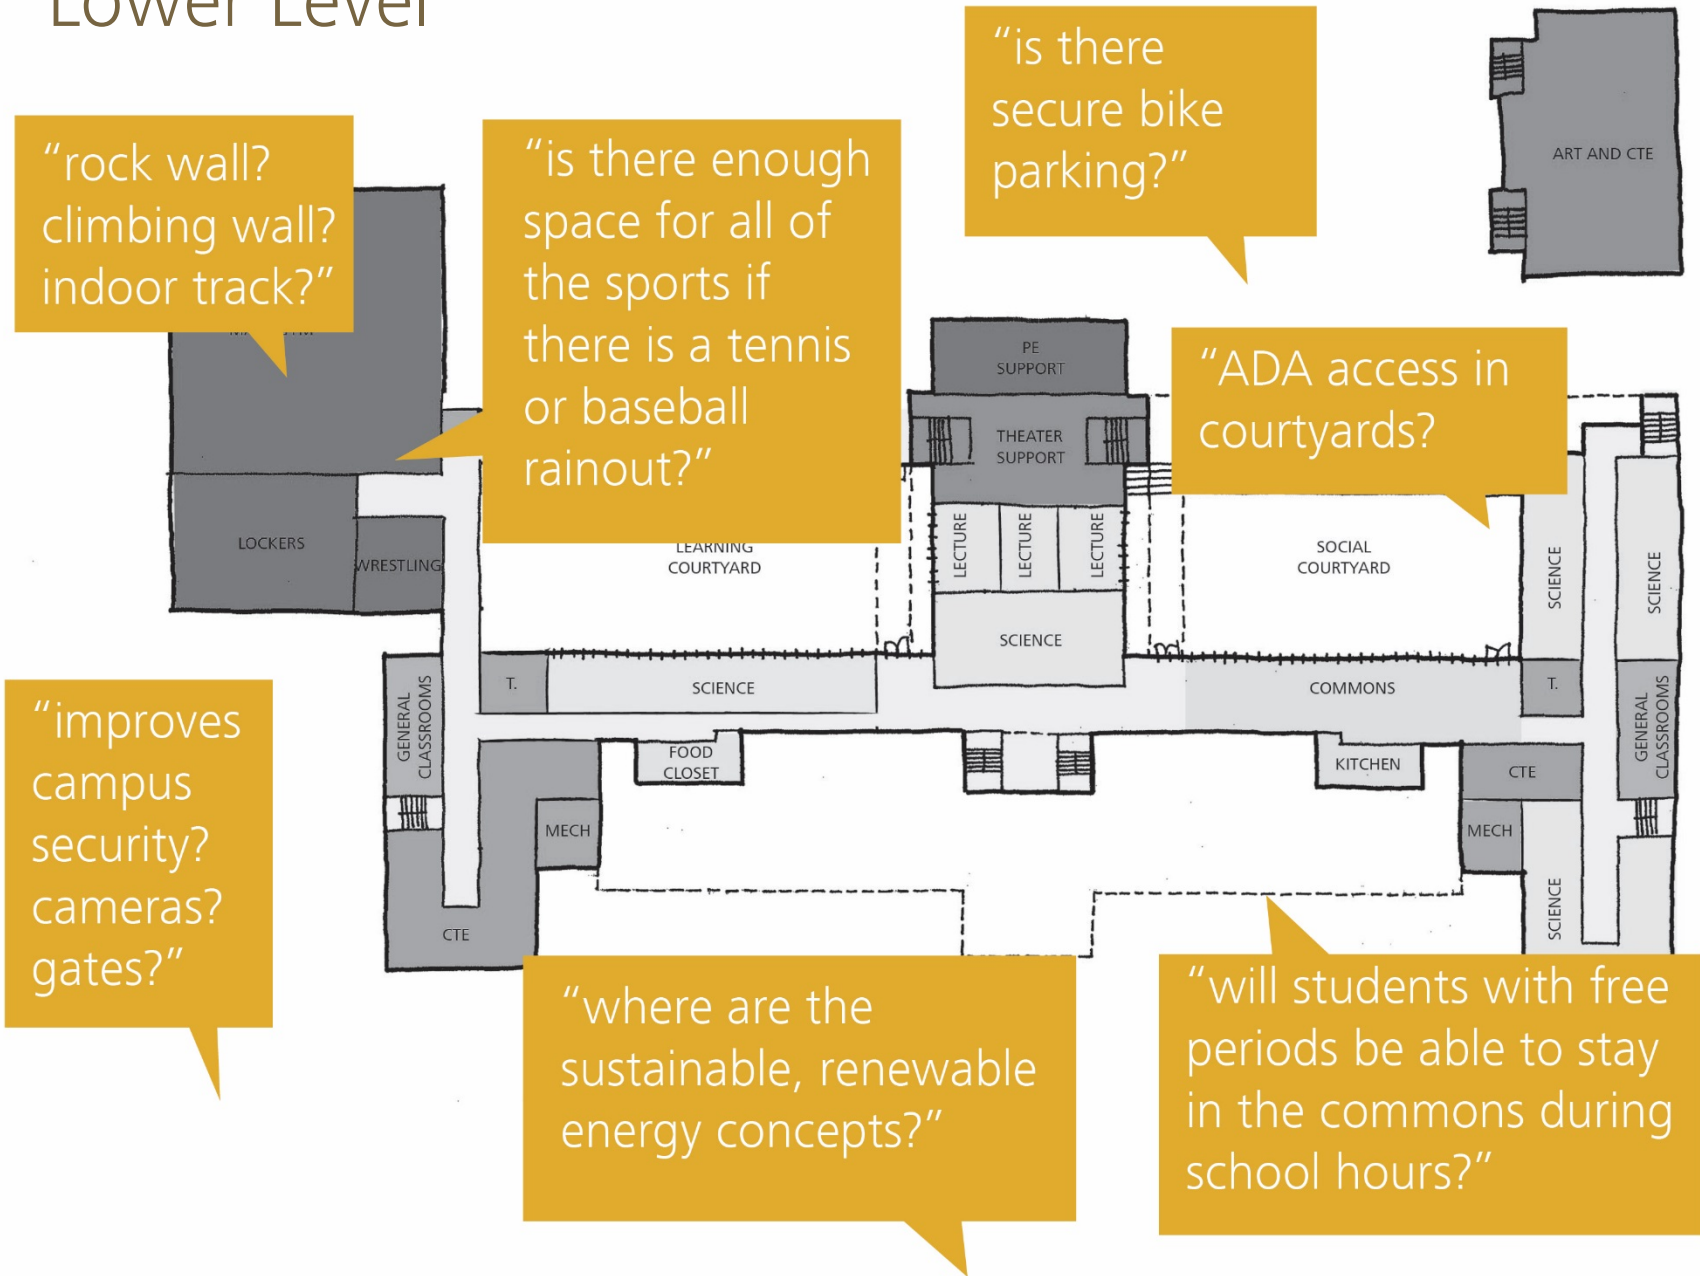 Lower Level
“is there
secure bike
parking?”
“rock wall?
climbing wall?
indoor track?”
“is there enough
space for all of
the sports if
there is a tennis
or baseball
rainout?”
ART AND CTE
PE
SUPPORT
THEATER
SUPPORT
“ADA access in
courtyards?
LOCKERS
WRESTLING
LEARNING
COURTYARD
LECTURE
LECTURE
LECTURE
SOCIAL
COURTYARD
SCIENCE
SCIENCE
SCIENCE
GENERAL
CLASSROOMS
T.
SCIENCE
COMMONS
T.
GENERAL
CLASSROOMS
“improves
campus
security?
cameras?
gates?”
FOOD
CLOSET
KITCHEN
CTE
MECH
MECH
SCIENCE
CTE
“where are the
sustainable, renewable
energy concepts?”
“will students with free
periods be able to stay
in the commons during
school hours?”